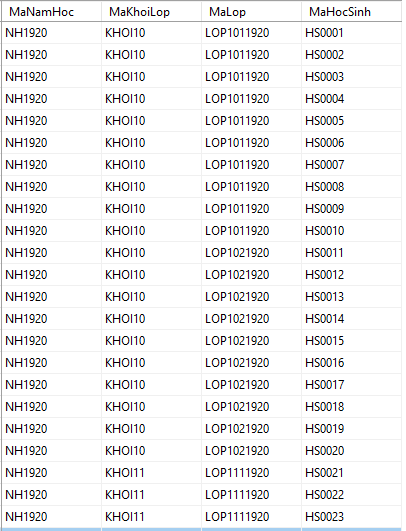 MaNamHoc MaKhoiLop MaLop MaHocSinh
NH1920 KHOI10 LOP1011920 HS0001
NH1920 KHOI10 LOP1011920 HS0002
NH1920 KHOI10 LOP1011920 HS0003
NH1920 KHOI10 LOP1011920 HS0004
NH1920 KHOI10 LOP1011920 HS0005
NH1920 KHOI10 LOP1011920 HS0006
NH1920 KHOI10 LOP1011920 HS0007
NH1920 KHOI10 LOP1011920 HS0008
NH1920 KHOI10 LOP1011920 HS0009
NH1920 KHOI10 LOP1011920 HS0010
NH1920 KHOI10 LOP1021920 HS0011
NH1920 KHOI10 LOP1021920 HS0012
NH1920 KHOI10 LOP1021920 HS0013
NH1920 KHOI10 LOP1021920 HS0014
NH1920 KHOI10 LOP1021920 HS0015
NH1920 KHOI10 LOP1021920 HS0016
NH1920 KHOI10 LOP1021920 HS0017
NH1920 KHOI10 LOP1021920 HS0018
NH1920 KHOI10 LOP1021920 HS0019
NH1920 KHOI10 LOP1021920 HS0020
NH1920 KHOI11 LOP1111920 HS0021
NH1920 KHOI11 LOP1111920 HS0022
NH1920 KHOI11 LOP1111920 HS0023